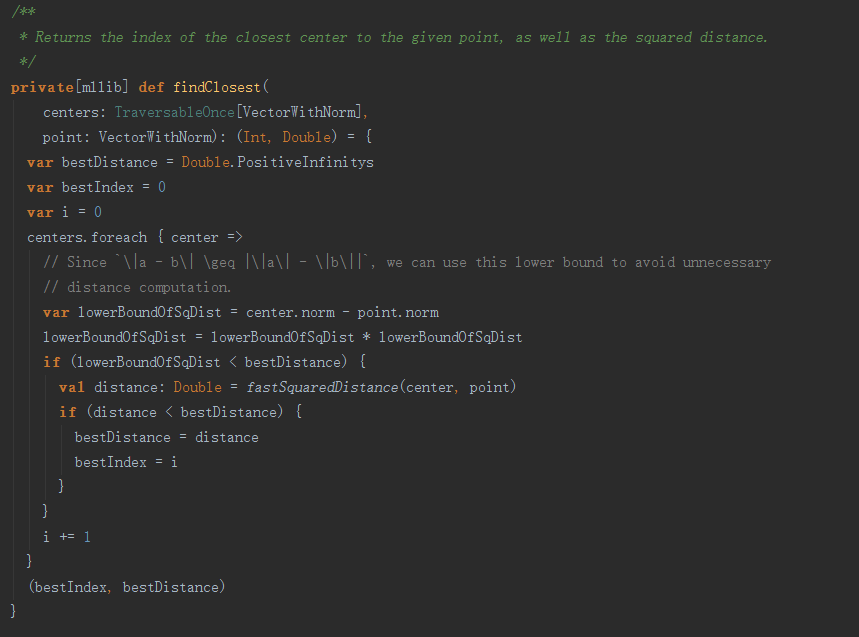 /**
 * Returns the index of the closest center to the given point, as well as the squared distance.
 */
private[mllib] def findClosest(
    centers: TraversableOnce[VectorWithNorm],
    point: VectorWithNorm): (Int, Double) = {
  var bestDistance = Double.PositiveInfinitys
  var bestIndex = 0
  var i = 0
  centers.foreach { center =>
    // Since `\|a - b\| \geq |\|a\| - \|b\||`, we can use this lower bound to avoid unnecessary
    // distance computation.
    var lowerBoundOfSqDist = center.norm - point.norm
    lowerBoundOfSqDist = lowerBoundOfSqDist * lowerBoundOfSqDist
    if (lowerBoundOfSqDist < bestDistance) {
      val distance: Double = fastSquaredDistance(center, point)
      if (distance < bestDistance) {
        bestDistance = distance
        bestIndex = i
      }
    }
    i += 1
  }
  (bestIndex, bestDistance)
}